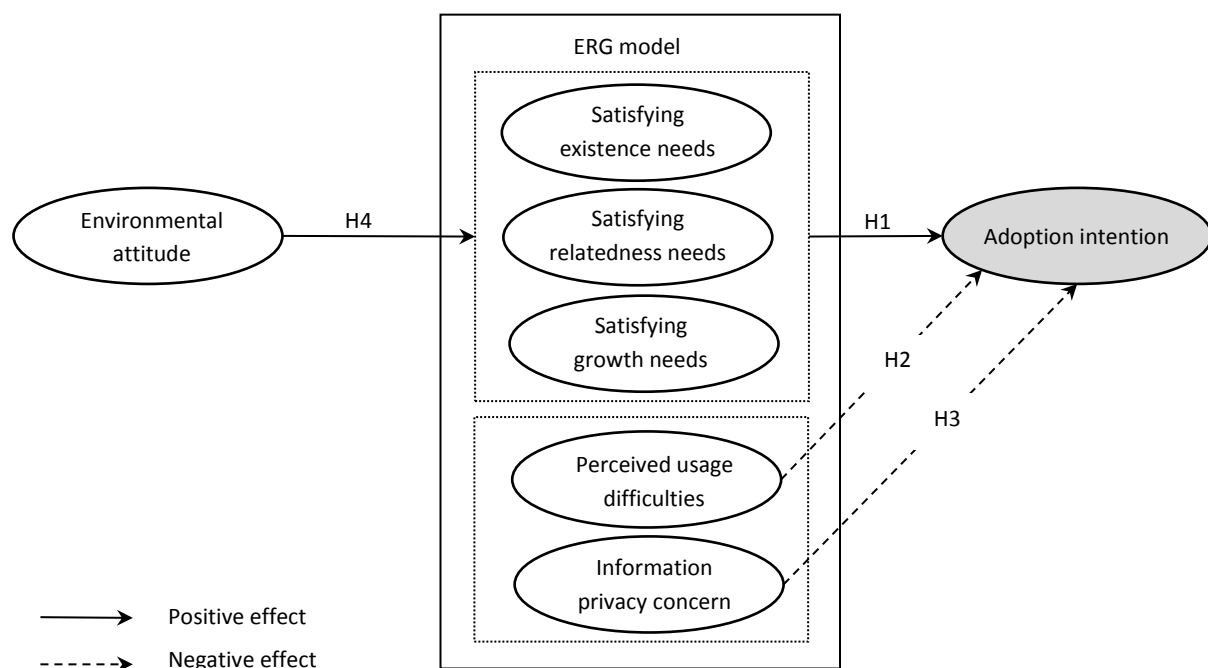 ERG model
Satisfying
existence needs
Environmental
attitude
H4
Satisfying
relatedness needs
H1
Adoption intention
Satisfying
growth needs
H2
H3
Perceived usage
difficulties
Information
privacy concern
Positive effect
Negative effect